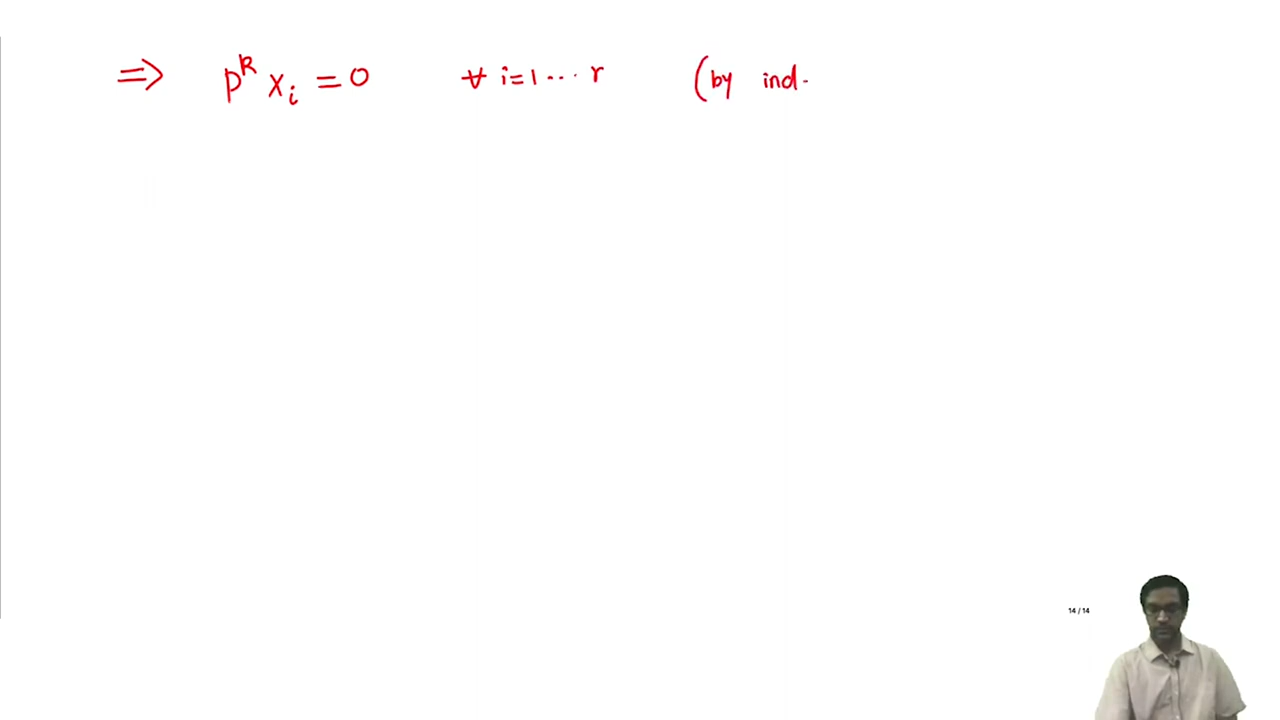 ⇒ p^k x_i = 0 ∀ i=1 ... r (by ind.
14 / 14